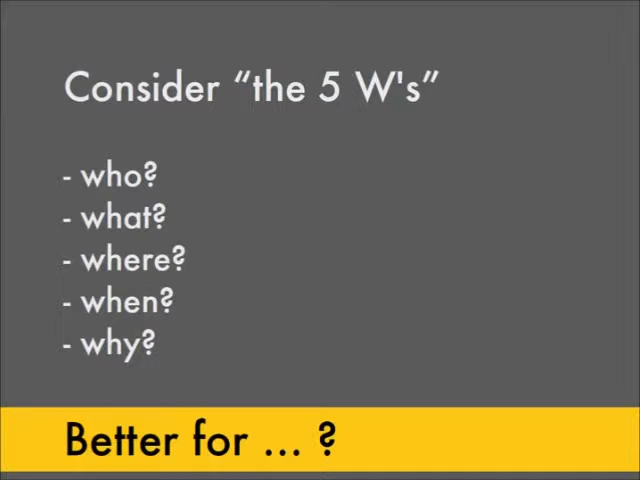 Consider “the 5 W's”
- who?
- what?
- where?
- when?
- why?
Better for ... ?